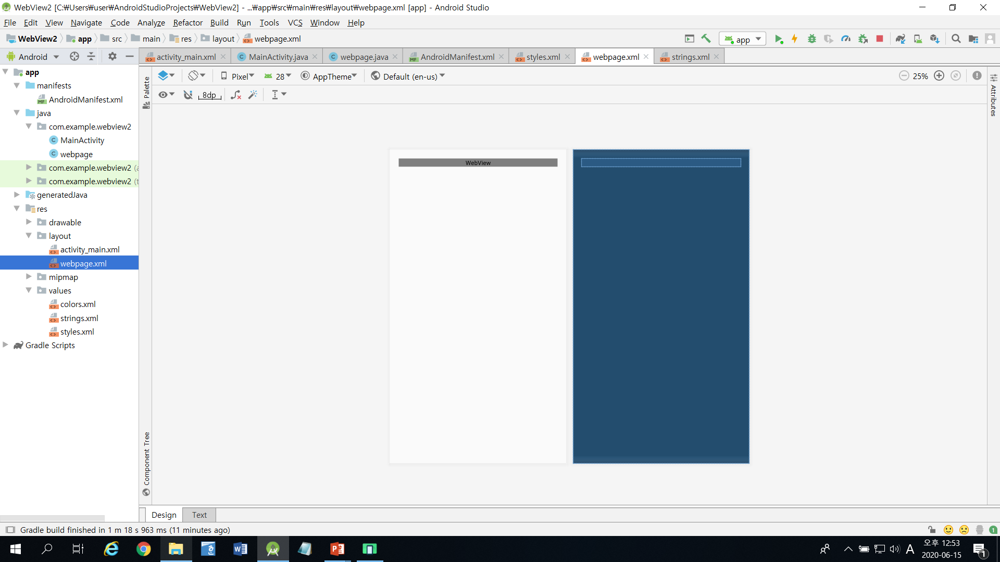 WebView2 [C:₩Users₩user₩AndroidStudioProjects₩WebView2] - ...₩app₩src₩main₩res₩layout₩webpage.xml [app] - Android Studio
File Edit View Navigate Code Analyze Refactor Build Run Tools VCS Window Help
WebView2 app src main res layout webpage.xml app
Android activity_main.xml MainActivity.java webpage.java AndroidManifest.xml styles.xml webpage.xml strings.xml
app
manifests
AndroidManifest.xml
java
com.example.webview2
MainActivity
webpage
com.example.webview2 (a
com.example.webview2 (t
generatedJava
res
drawable
layout
activity_main.xml
webpage.xml
mipmap
values
colors.xml
strings.xml
styles.xml
Gradle Scripts
Palette
Component Tree
Pixel 28 AppTheme Default (en-us) 25%
8dp
WebView
Attributes
Design Text
Gradle build finished in 1 m 18 s 963 ms (11 minutes ago)
1
A
오후 12:53
2020-06-15
1